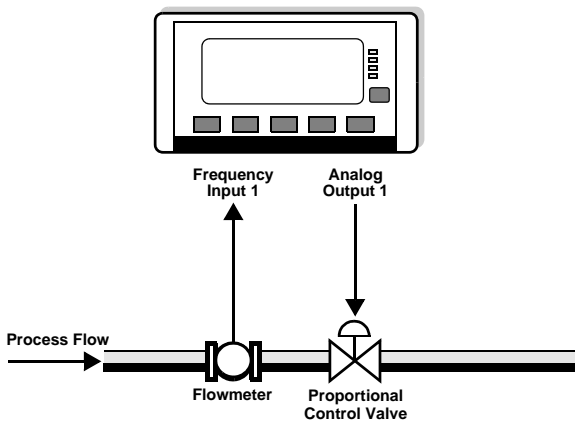 Frequency
Input 1
Analog
Output 1
Process Flow
Flowmeter
Proportional
Control Valve